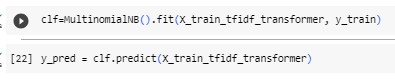 clf=MultinomialNB().fit(X_train_tfidf_transformer, y_train)
[22] y_pred = clf.predict(X_train_tfidf_transformer)